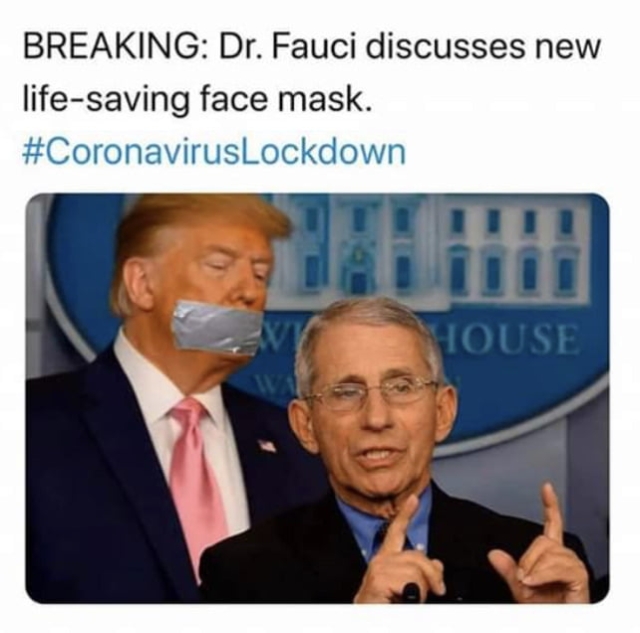 BREAKING: Dr. Fauci discusses new
life-saving face mask.
#CoronavirusLockdown
HOUSE